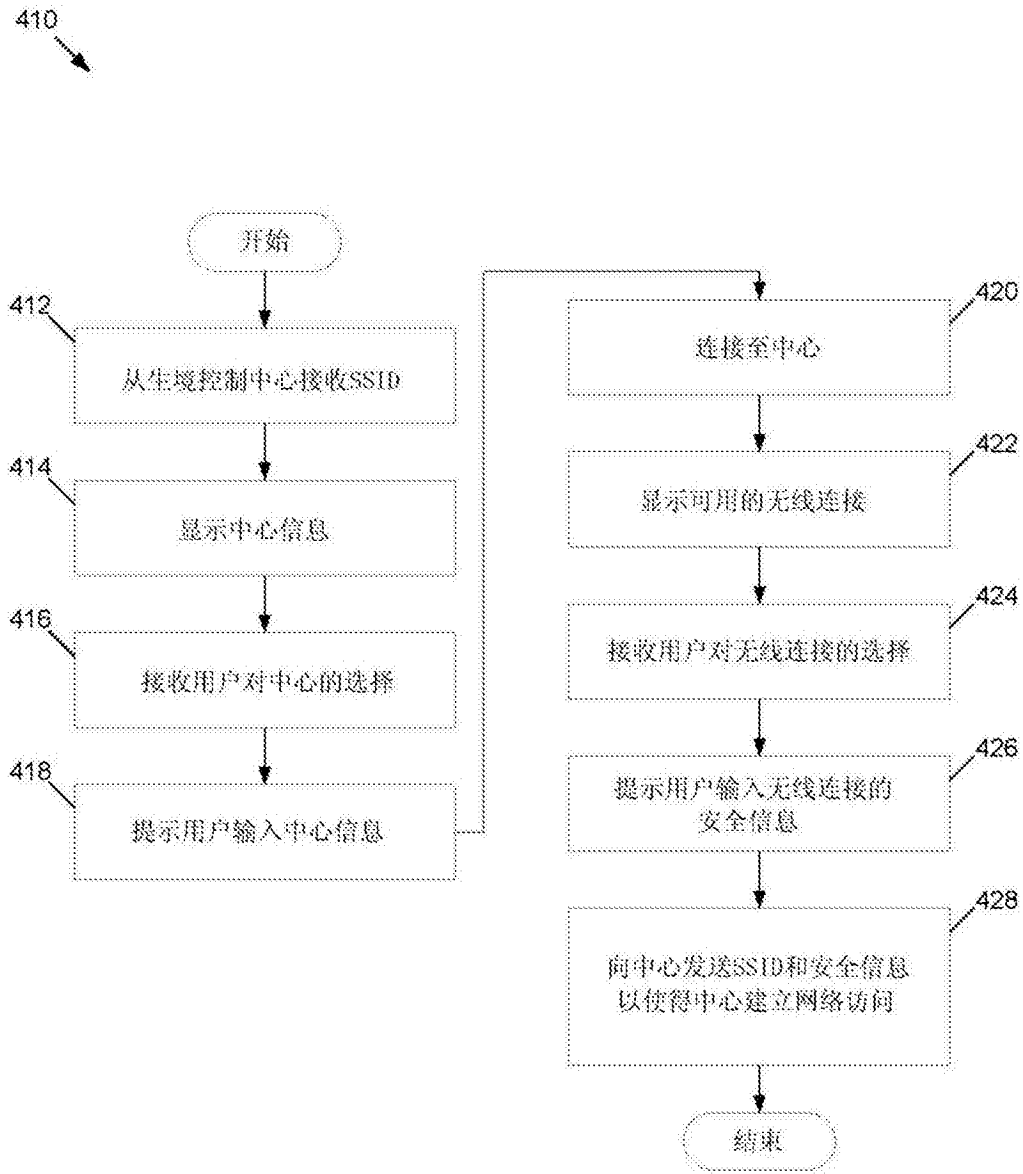 410
开始
412
从生境控制中心接收SSID
414
显示中心信息
416
接收用户对中心的选择
418
提示用户输入中心信息
420
连接至中心
422
显示可用的无线连接
424
接收用户对无线连接的选择
426
提示用户输入无线连接的
安全信息
428
向中心发送SSID和安全信息
以使得中心建立网络访问
结束